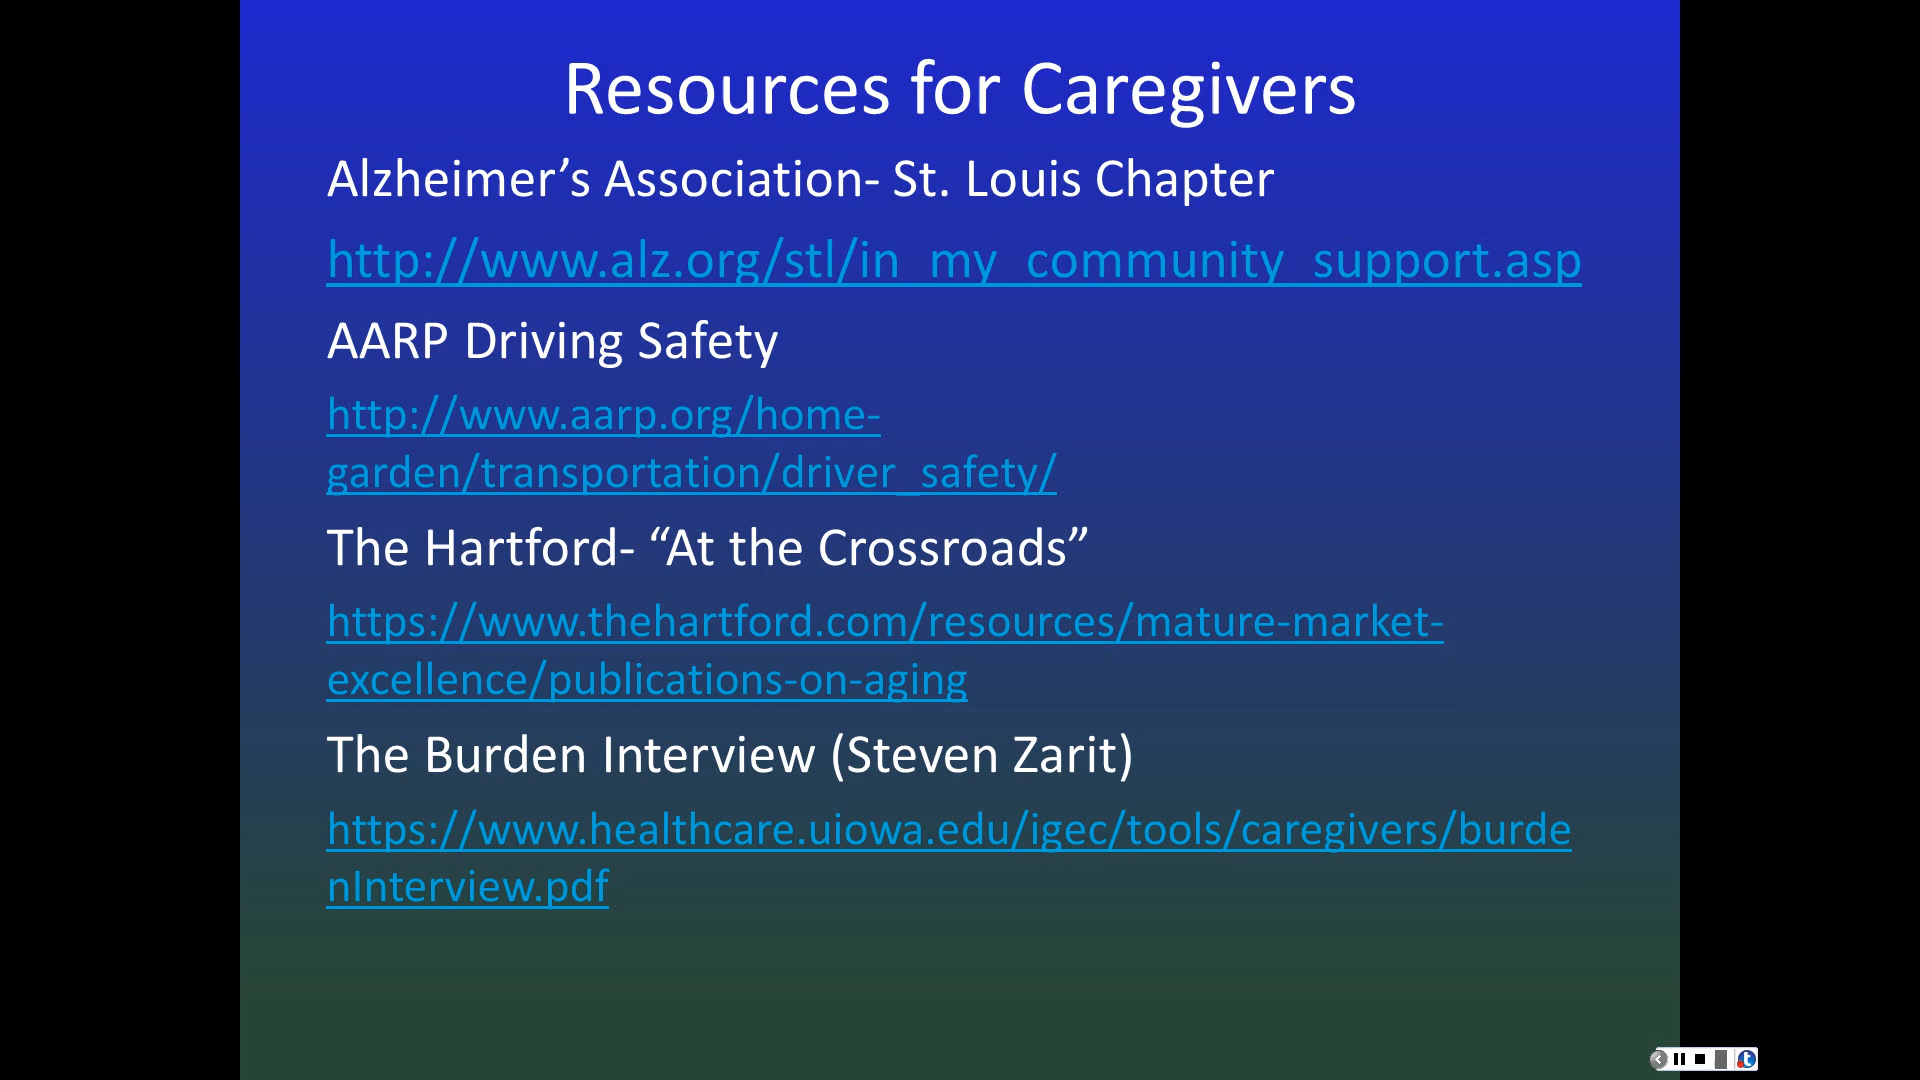 Resources for Caregivers
Alzheimer’s Association- St. Louis Chapter
http://www.alz.org/stl/in_my_community_support.asp
AARP Driving Safety
http://www.aarp.org/home-
garden/transportation/driver_safety/
The Hartford- “At the Crossroads”
https://www.thehartford.com/resources/mature-market-
excellence/publications-on-aging
The Burden Interview (Steven Zarit)
https://www.healthcare.uiowa.edu/igec/tools/caregivers/burde
nInterview.pdf
t